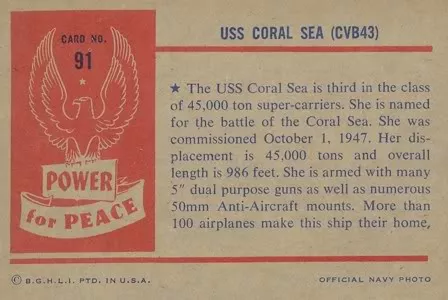 CARD NO.
91
POWER
for PEACE
USS CORAL SEA (CVB43)
★ The USS Coral Sea is third in the class
of 45,000 ton super-carriers. She is named
for the battle of the Coral Sea. She was
commissioned October 1, 1947. Her dis-
placement is 45,000 tons and overall
length is 986 feet. She is armed with many
5" dual purpose guns as well as numerous
50mm Anti-Aircraft mounts. More than
100 airplanes make this ship their home,
© B.G.H.L.I. PTD. IN U.S.A.
OFFICIAL NAVY PHOTO